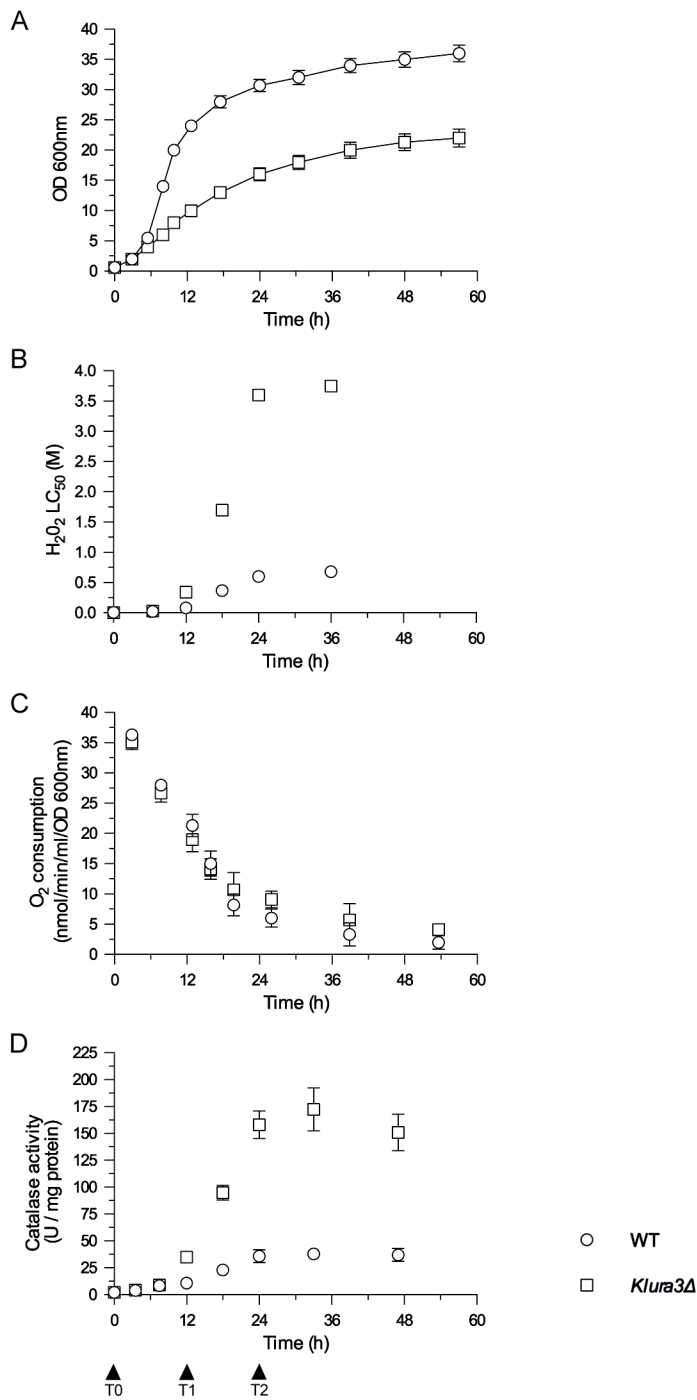 A
OD 600nm
40
35
30
25
20
15
10
5
0
0 12 24 36 48 60
Time (h)
B
H₂0₂ LC₅₀ (M)
4.0
3.5
3.0
2.5
2.0
1.5
1.0
0.5
0.0
0 12 24 36 48 60
Time (h)
C
O₂ consumption
(nmol/min/ml/OD 600nm)
40
35
30
25
20
15
10
5
0
0 12 24 36 48 60
Time (h)
D
Catalase activity
(U / mg protein)
225
200
175
150
125
100
75
50
25
0
0 12 24 36 48 60
Time (h)
T0 T1 T2
WT
Klura3Δ